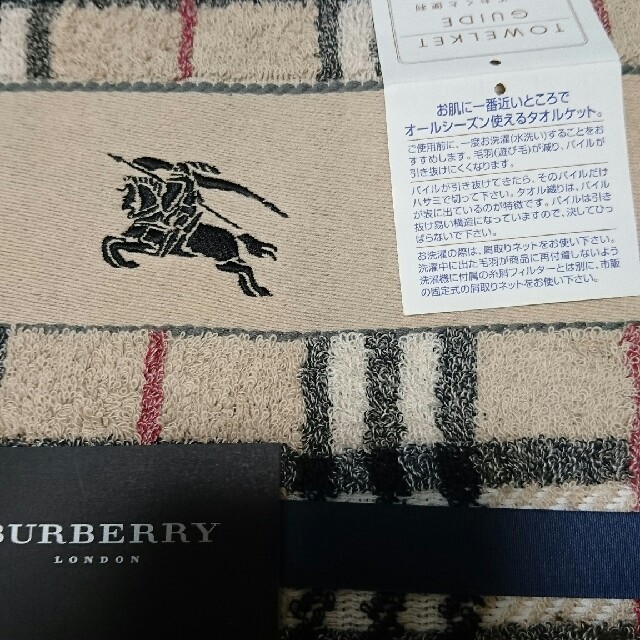 TOWELKET
GUIDE
お肌に一番近いところで
オールシーズン使えるタオルケット。
ご使用前に、一度お洗濯(水洗い)することをお
すすめします。毛羽(遊び毛)が減り、パイルが
引き抜けにくくなります。
パイルが引き抜けてきたら、そのパイルだけ
ハサミで切って下さい。タオル織りは、パイル
が表に出ているのが特徴です。パイルは引き
抜け易い構造になっていますので、決してひっ
ぱらないで下さい。
お洗濯の際は、屑取りネットをお使い下さい。
洗濯中に出た毛羽が商品に再付着しないよう
洗濯機に付属の糸屑フィルターとは別に、市販
の固定式の屑取りネットをお使い下さい。
BURBERRY
LONDON